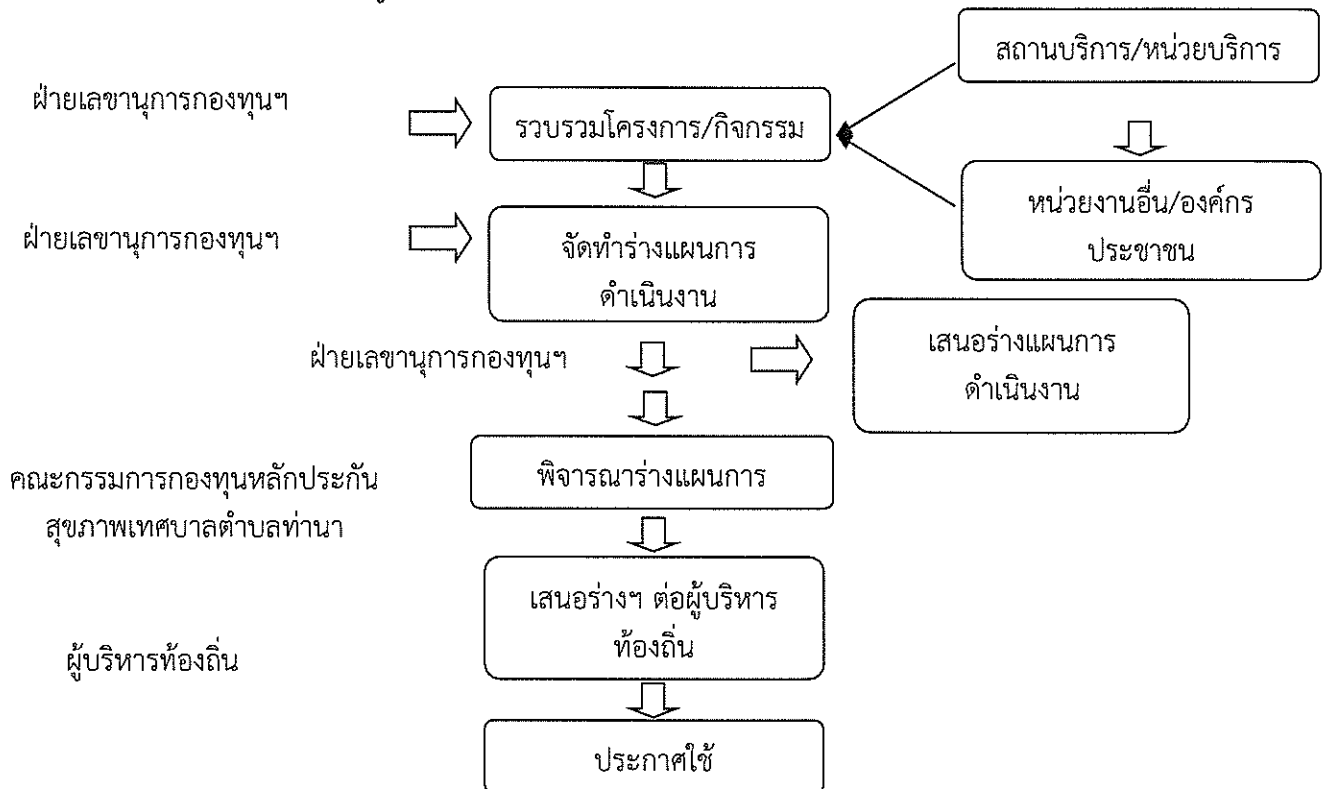 สถานบริการ/หน่วยบริการ
ฝ่ายเลขานุการกองทุนฯ
รวบรวมโครงการ/กิจกรรม
หน่วยงานอื่น/องค์กร
ประชาชน
ฝ่ายเลขานุการกองทุนฯ
จัดทำร่างแผนการ
ดำเนินงาน
ฝ่ายเลขานุการกองทุนฯ
เสนอร่างแผนการ
ดำเนินงาน
คณะกรรมการกองทุนหลักประกัน
สุขภาพเทศบาลตำบลท่านา
พิจารณาร่างแผนการ
เสนอร่างฯ ต่อผู้บริหาร
ท้องถิ่น
ผู้บริหารท้องถิ่น
ประกาศใช้